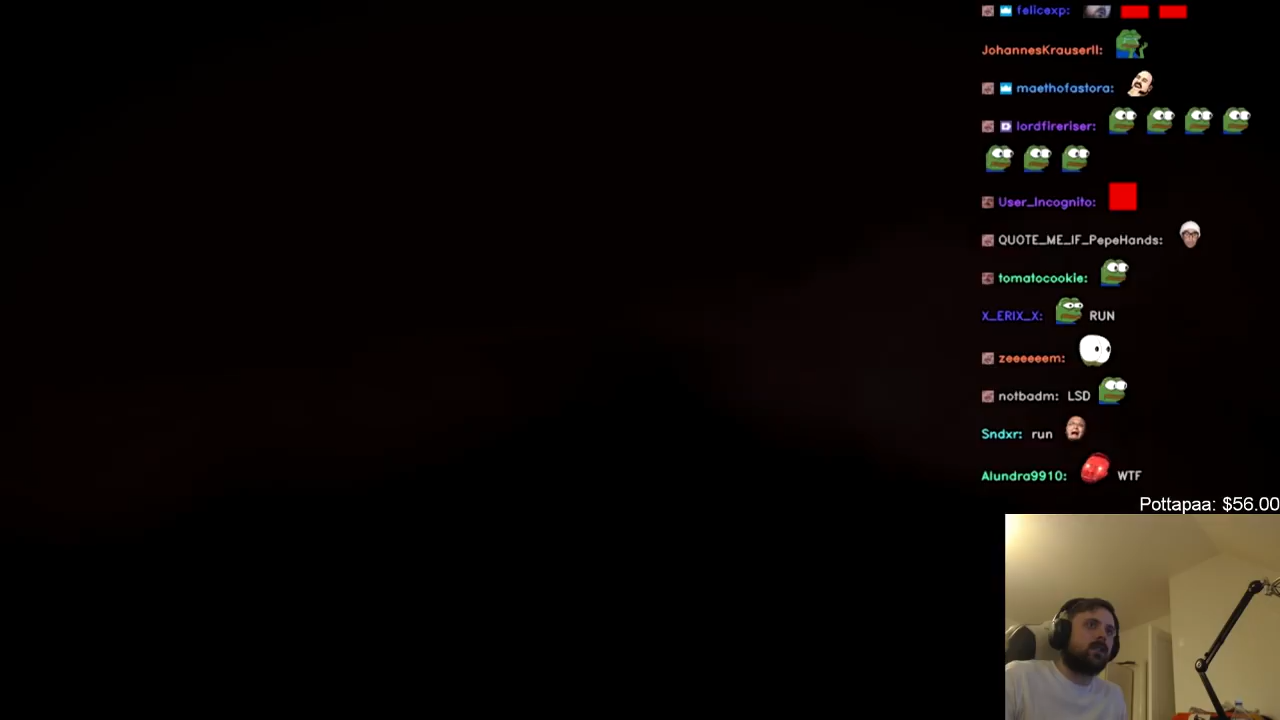 felicexp:
JohannesKrauserII:
maethofastora:
lordfireriser:
User_Incognito:
QUOTE_ME_IF_PepeHands:
tomatocookie:
X_ERIX_X: RUN
zeeeeeem:
notbadm: LSD
Sndxr: run
Alundra9910: WTF
Pottapaa: $56.00